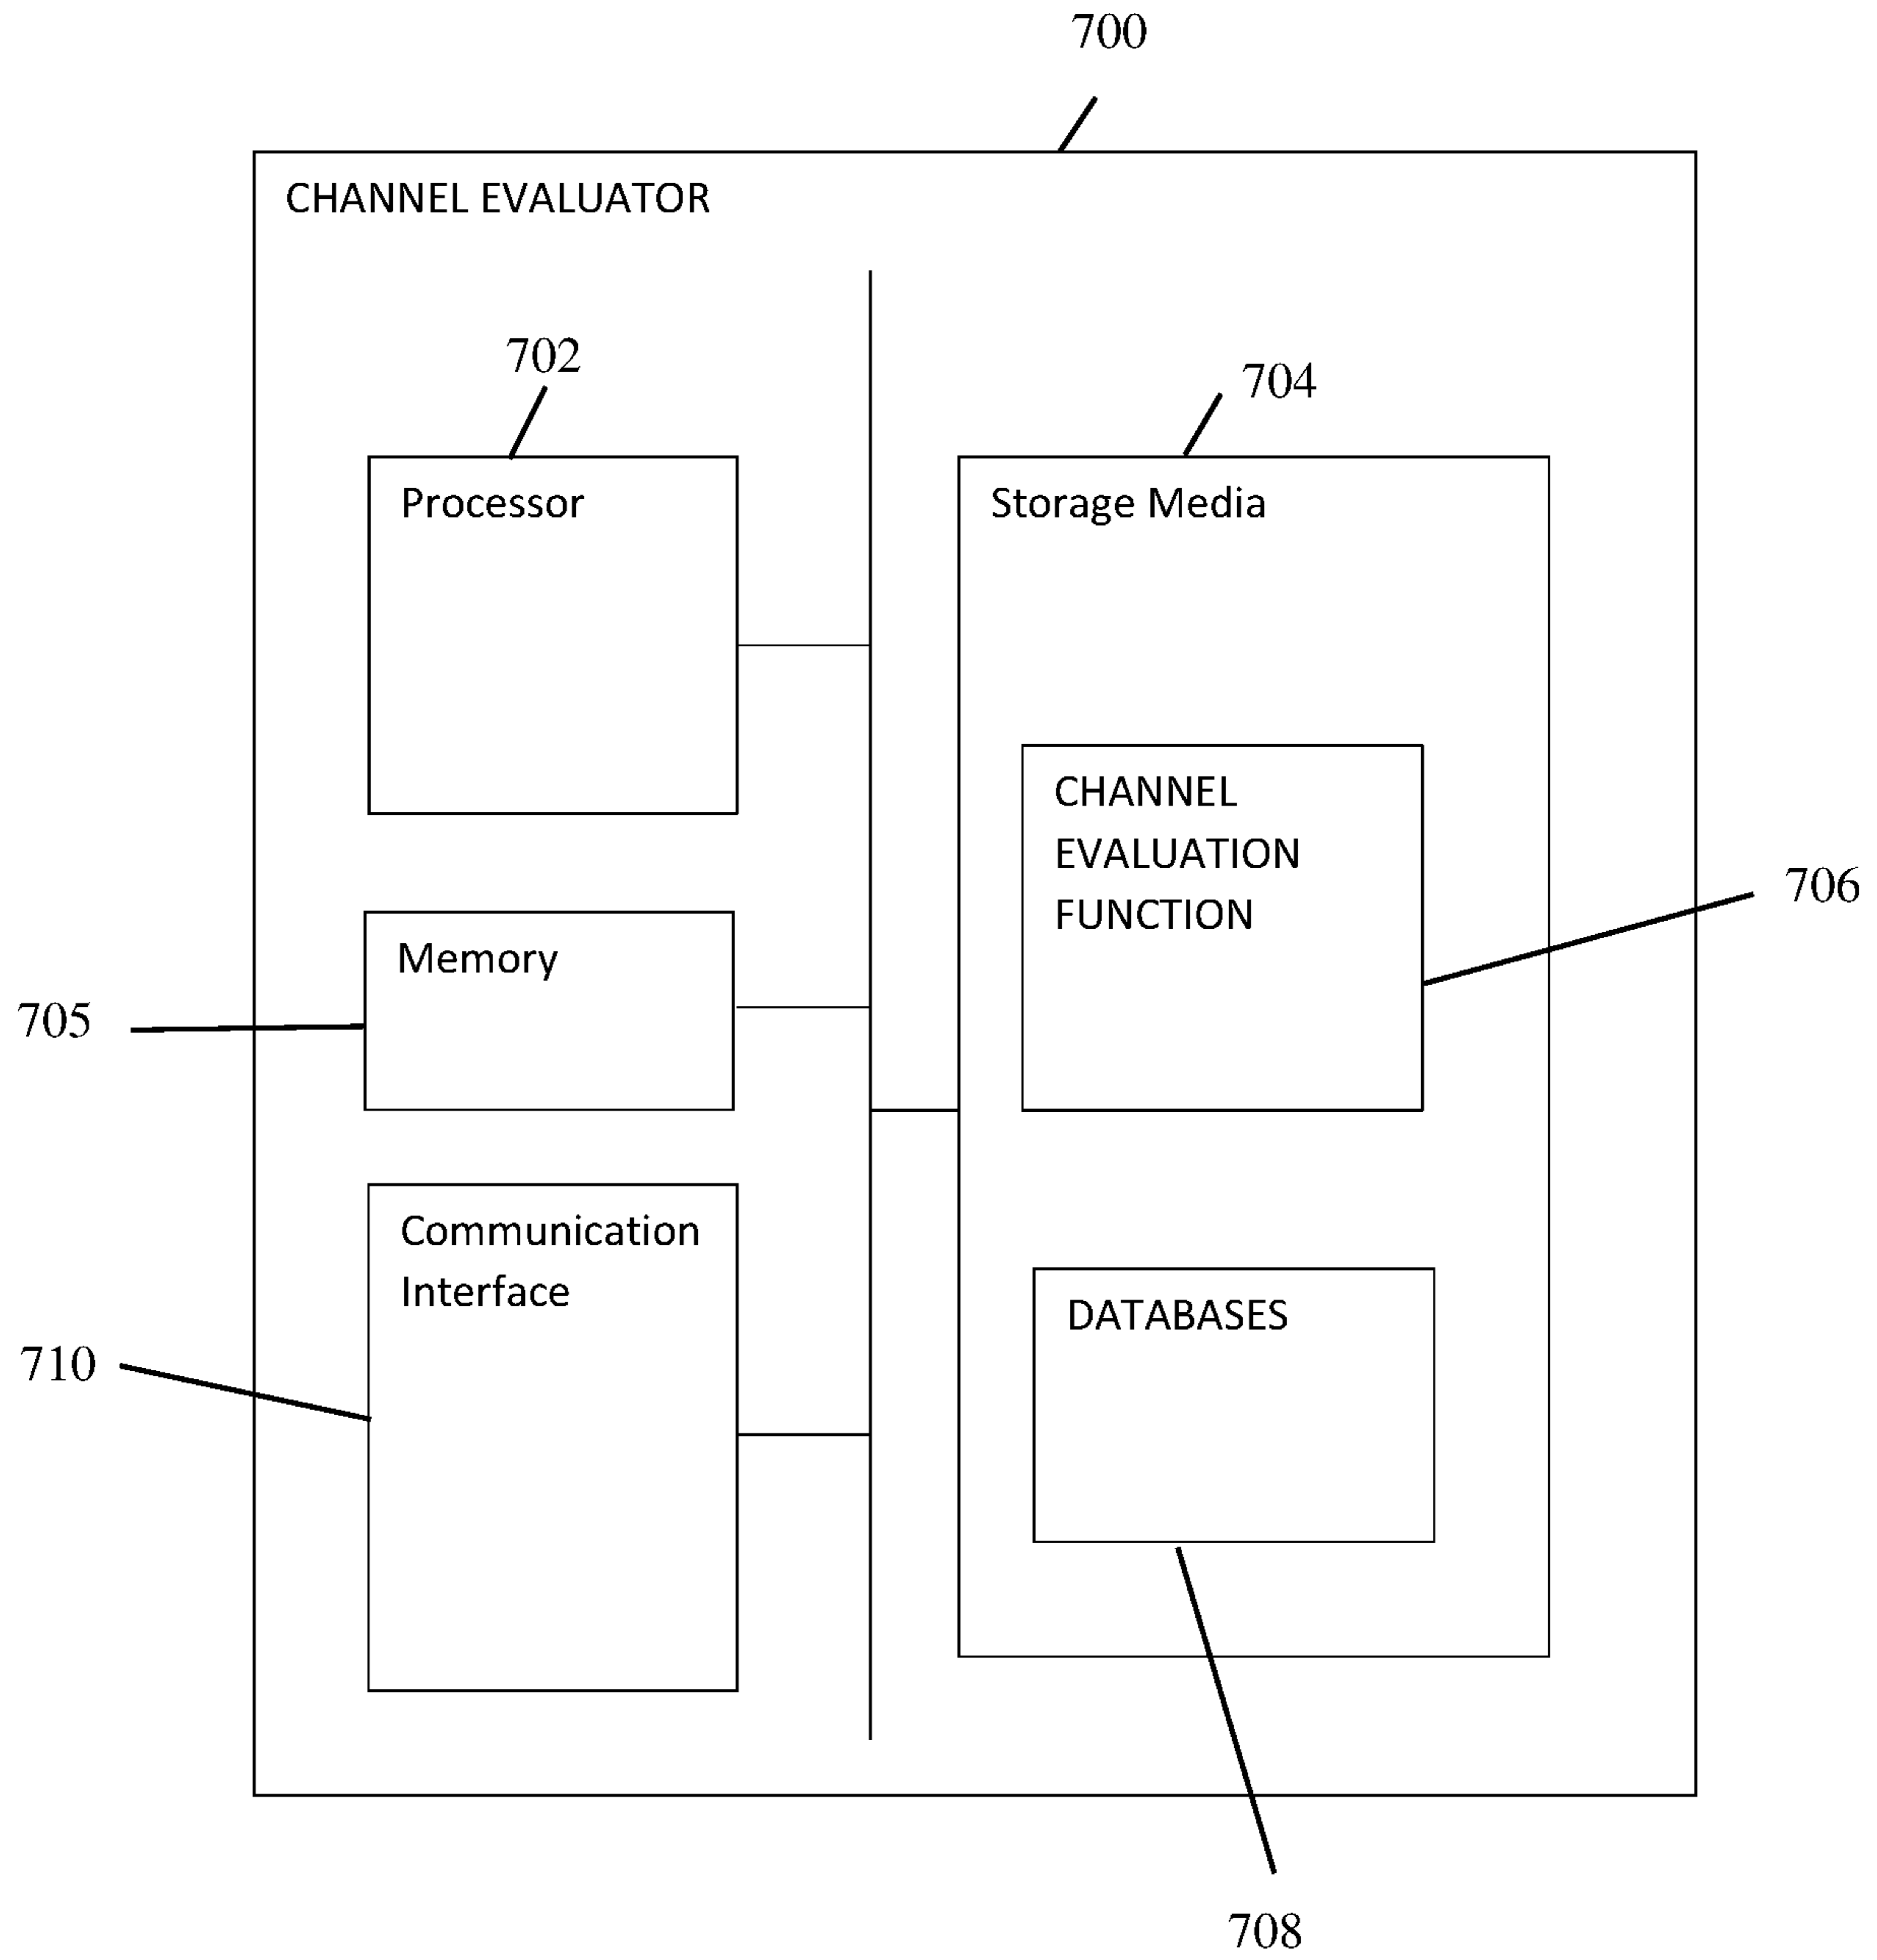 700
CHANNEL EVALUATOR
702
704
Processor
Storage Media
CHANNEL
EVALUATION
FUNCTION
706
Memory
705
Communication
Interface
710
DATABASES
708